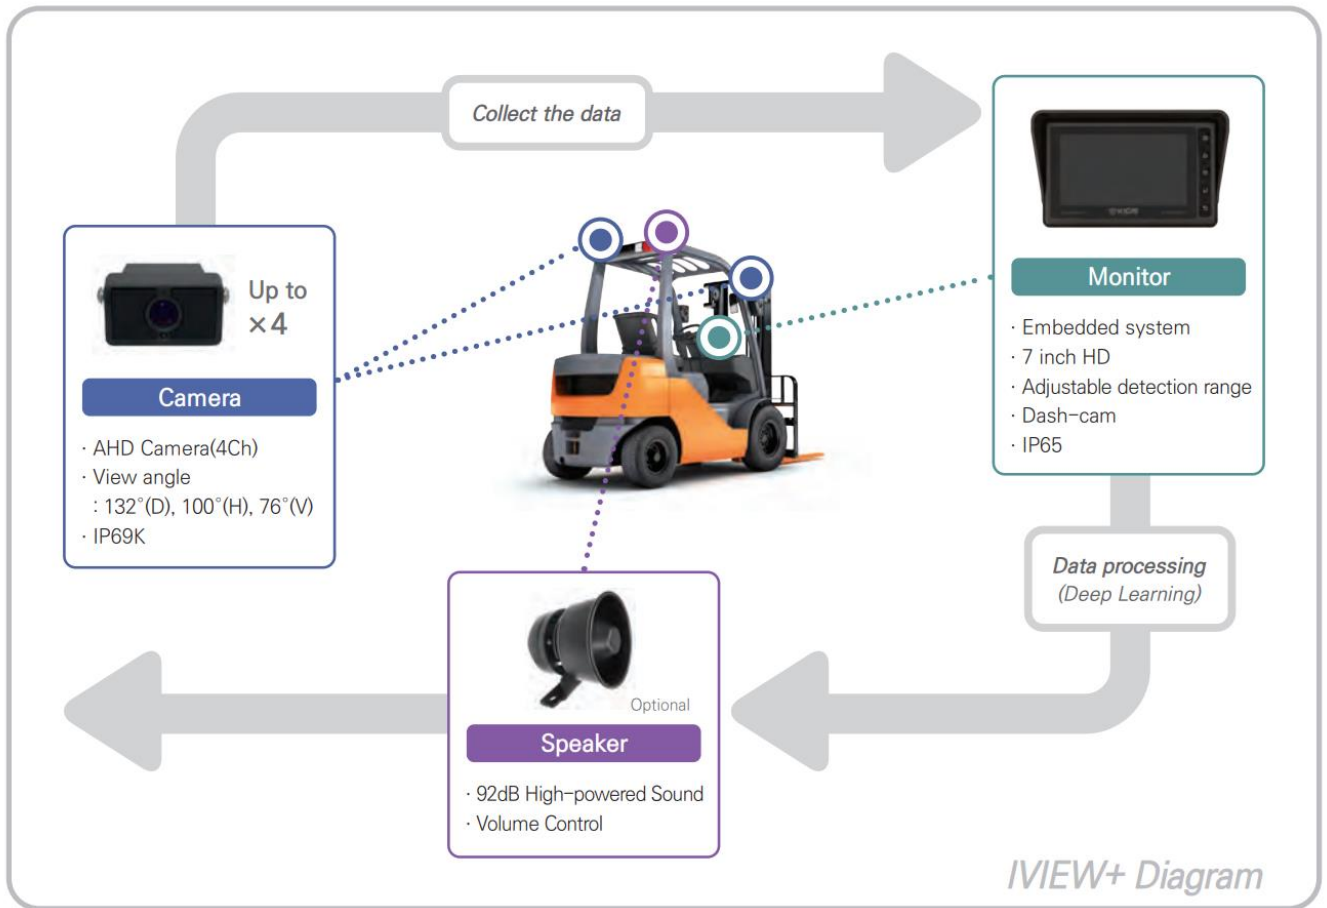 Collect the data
Up to
×4
Camera
· AHD Camera(4Ch)
· View angle
: 132°(D), 100°(H), 76°(V)
· IP69K
Monitor
· Embedded system
· 7 inch HD
· Adjustable detection range
· Dash-cam
· IP65
Data processing
(Deep Learning)
Optional
Speaker
· 92dB High-powered Sound
· Volume Control
IVIEW+ Diagram